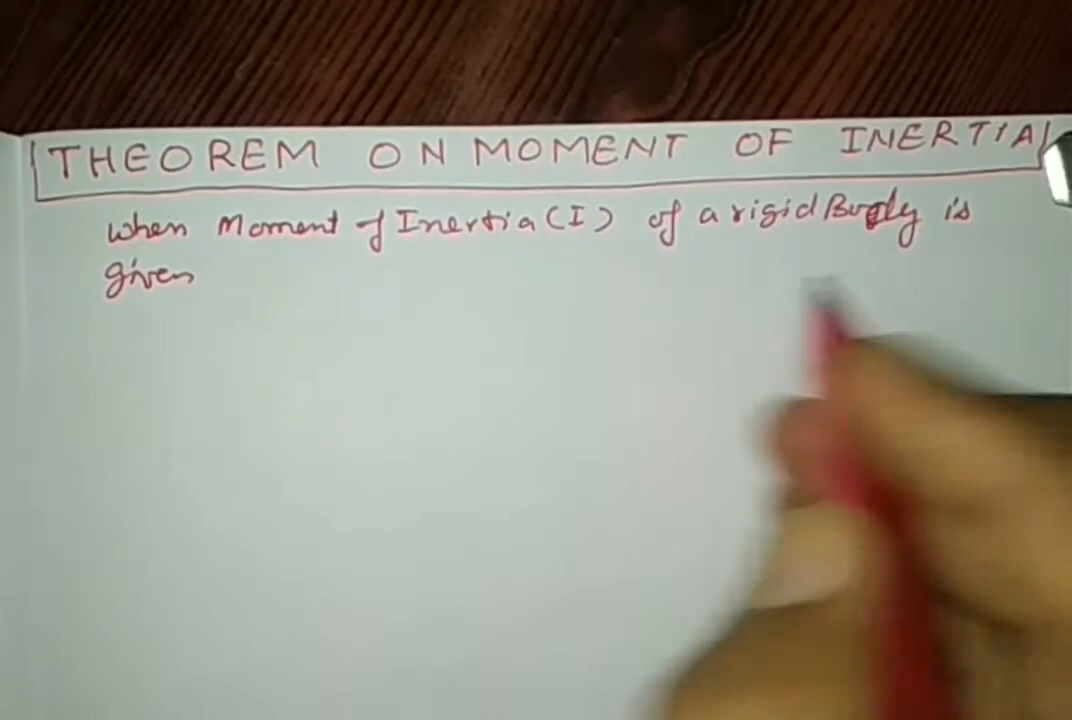 THEOREM ON MOMENT OF INERTIA
when Moment of Inertia (I) of a rigid Body is
given